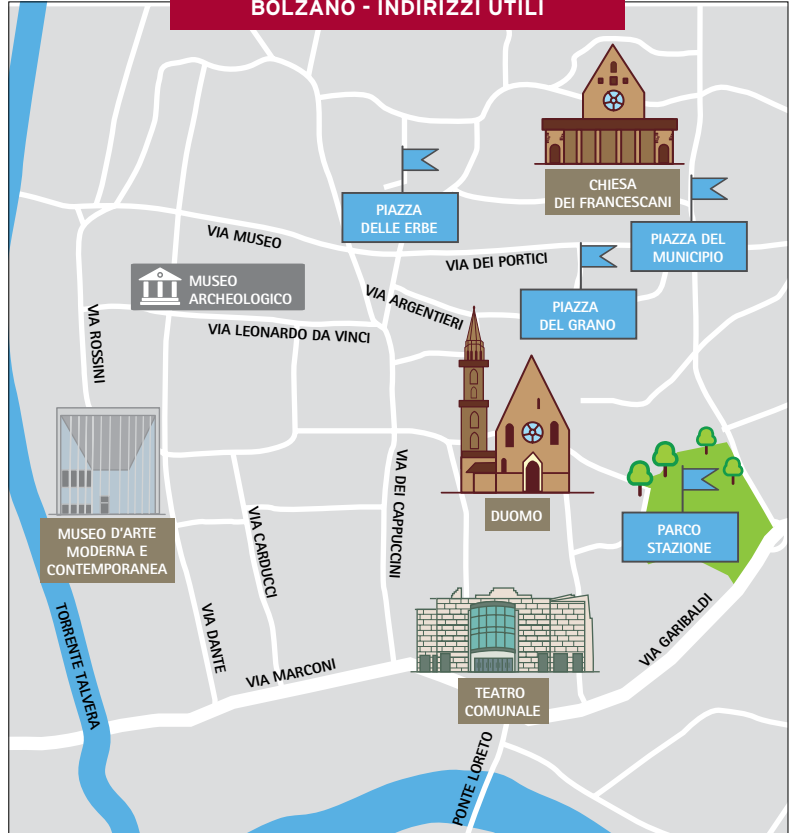 BOLZANO - INDIRIZZI UTILI
CHIESA
DEI FRANCESCANI
PIAZZA
DELLE ERBE
PIAZZA DEL
MUNICIPIO
VIA MUSEO
VIA DEI PORTICI
MUSEO
ARCHEOLOGICO
VIA ARGENTIERI
PIAZZA
DEL GRANO
VIA ROSSINI
VIA LEONARDO DA VINCI
VIA DEI CAPPUCCINI
DUOMO
VIA CARDUCCI
MUSEO D'ARTE
MODERNA E
CONTEMPORANEA
PARCO
STAZIONE
TORRENTE TALVERA
VIA DANTE
VIA MARCONI
VIA GARIBALDI
TEATRO
COMUNALE
PONTE LORETO